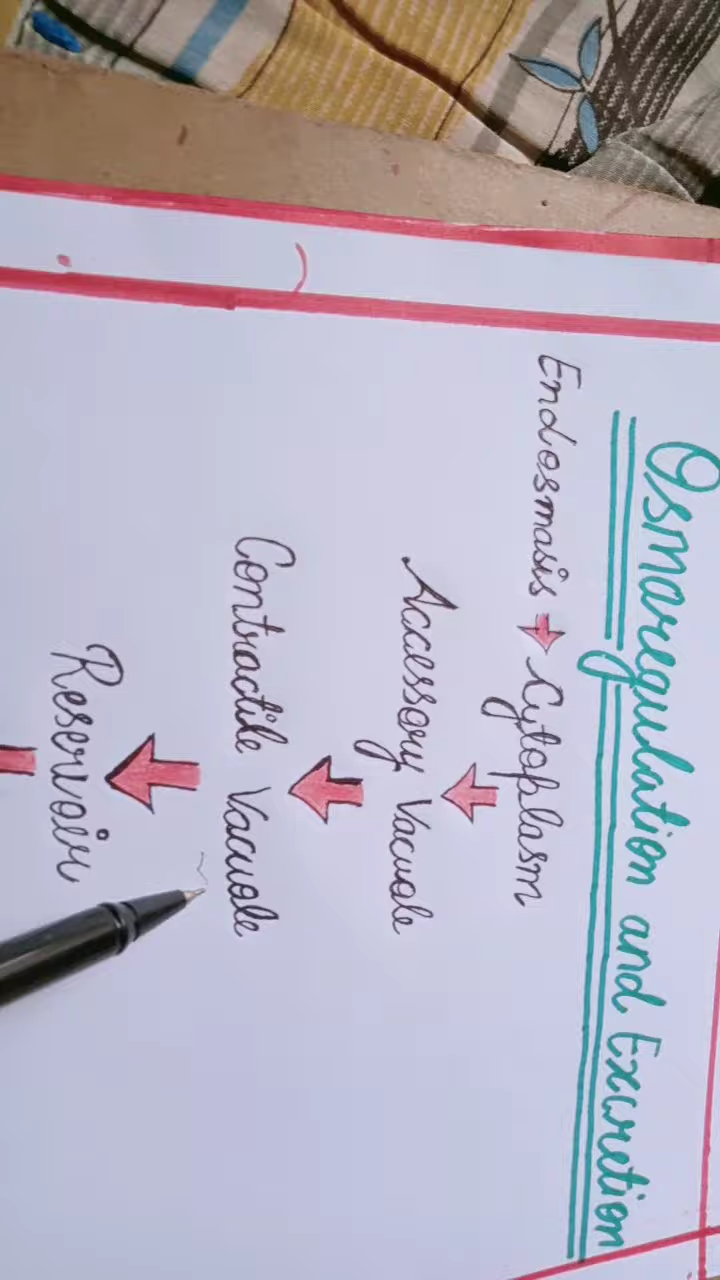 Osmoregulation and Excretion
Endosmosis → Cytoplasm
Accessory Vacuole
Contractile Vacuole
Reservoir